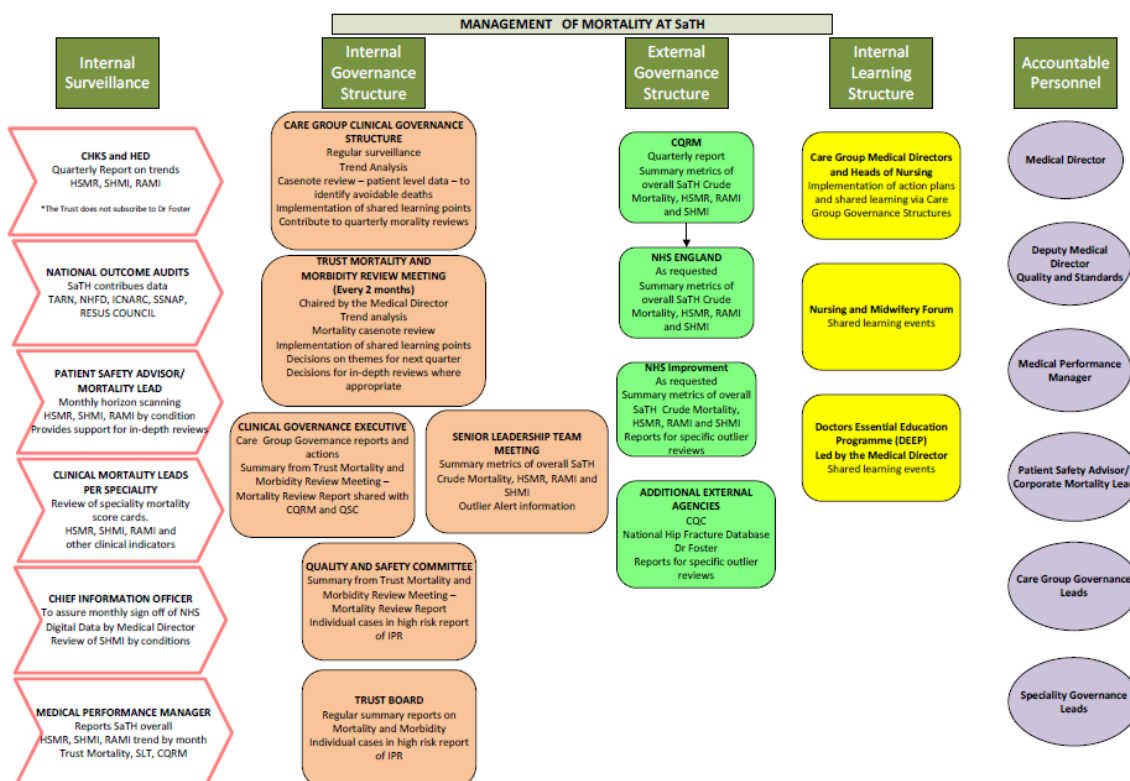 MANAGEMENT OF MORTALITY AT SaTH
Internal
Surveillance
CHKS and HED
Quarterly Report on trends
HSMR, SHMI, RAMI
*The Trust does not subscribe to Dr Foster
NATIONAL OUTCOME AUDITS
SaTH contributes data
TARN, NHFD, ICNARC, SSNAP,
RESUS COUNCIL
PATIENT SAFETY ADVISOR/
MORTALITY LEAD
Monthly horizon scanning
HSMR, SHMI, RAMI by condition
Provides support for in-depth reviews
CLINICAL MORTALITY LEADS
PER SPECIALITY
Review of speciality mortality
score cards.
HSMR, SHMI, RAMI and
other clinical indicators
CHIEF INFORMATION OFFICER
To assure monthly sign off of NHS
Digital Data by Medical Director
Review of SHMI by conditions
MEDICAL PERFORMANCE MANAGER
Reports SaTH overall
HSMR, SHMI, RAMI trend by month
Trust Mortality, SLT, CQRM
Internal
Governance
Structure
CARE GROUP CLINICAL GOVERNANCE
STRUCTURE
Regular surveillance
Trend Analysis
Casenote review – patient level data – to
identify avoidable deaths
Implementation of shared learning points
Contribute to quarterly morality reviews
TRUST MORTALITY AND
MORBIDITY REVIEW MEETING
(Every 2 months)
Chaired by the Medical Director
Trend analysis
Mortality casenote review
Implementation of shared learning points
Decisions on themes for next quarter
Decisions for in-depth reviews where
appropriate
CLINICAL GOVERNANCE EXECUTIVE
Care Group Governance reports and
actions
Summary from Trust Mortality and
Morbidity Review Meeting –
Mortality Review Report shared with
CQRM and QSC
SENIOR LEADERSHIP TEAM
MEETING
Summary metrics of overall SaTH
Crude Mortality, HSMR, RAMI and
SHMI
Outlier Alert information
QUALITY AND SAFETY COMMITTEE
Summary from Trust Mortality and
Morbidity Review Meeting –
Mortality Review Report
Individual cases in high risk report
of IPR
TRUST BOARD
Regular summary reports on
Mortality and Morbidity
Individual cases in high risk report
of IPR
External
Governance
Structure
CQRM
Quarterly report
Summary metrics of
overall SaTH Crude
Mortality, HSMR, RAMI
and SHMI
NHS ENGLAND
As requested
Summary metrics of
overall SaTH Crude
Mortality, HSMR, RAMI
and SHMI
NHS Improvment
As requested
Summary metrics of overall
SaTH Crude Mortality,
HSMR, RAMI and SHMI
Reports for specific outlier
reviews
ADDITIONAL EXTERNAL
AGENCIES
CQC
National Hip Fracture Database
Dr Foster
Reports for specific outlier
reviews
Internal
Learning
Structure
Care Group Medical Directors
and Heads of Nursing
Implementation of action plans
and shared learning via Care
Group Governance Structures
Nursing and Midwifery Forum
Shared learning events
Doctors Essential Education
Programme (DEEP)
Led by the Medical Director
Shared learning events
Accountable
Personnel
Medical Director
Deputy Medical
Director
Quality and Standards
Medical Performance
Manager
Patient Safety Advisor/
Corporate Mortality Lead
Care Group Governance
Leads
Speciality Governance
Leads